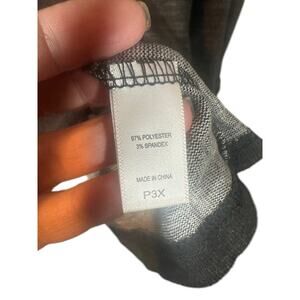 97% POLYESTER
3% SPANDEX
MADE IN CHINA
P3X